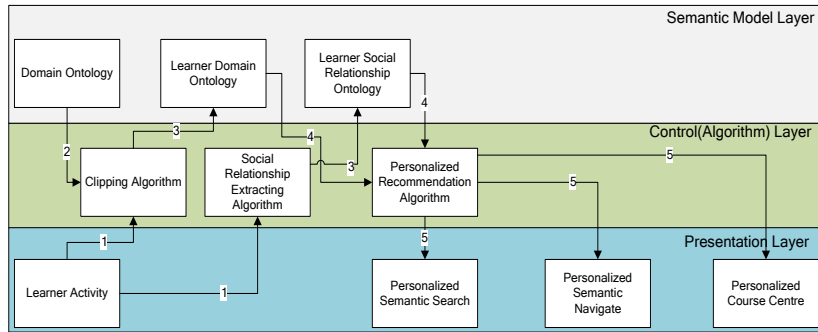 Semantic Model Layer
Domain Ontology
Learner Domain
Ontology
Learner Social
Relationship
Ontology
2
3
4
3
4
Control(Algorithm) Layer
Clipping Algorithm
Social
Relationship
Extracting
Algorithm
Personalized
Recommendation
Algorithm
5
5
1
1
5
Presentation Layer
Learner Activity
Personalized
Semantic Search
Personalized
Semantic
Navigate
Personalized
Course Centre